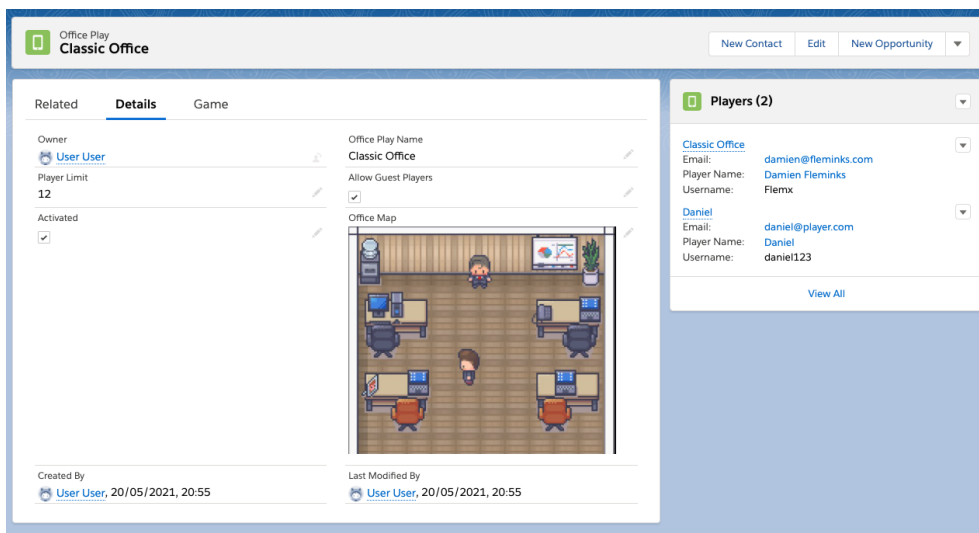 Office Play
Classic Office
New Contact
Edit
New Opportunity
Related
Details
Game
Owner
User User
Office Play Name
Classic Office
Player Limit
12
Allow Guest Players
Activated
Office Map
Created By
User User, 20/05/2021, 20:55
Last Modified By
User User, 20/05/2021, 20:55
Players (2)
Classic Office
Email: damien@fleminks.com
Player Name: Damien Fleminks
Username: Flemx
Daniel
Email: daniel@player.com
Player Name: Daniel
Username: daniel123
View All